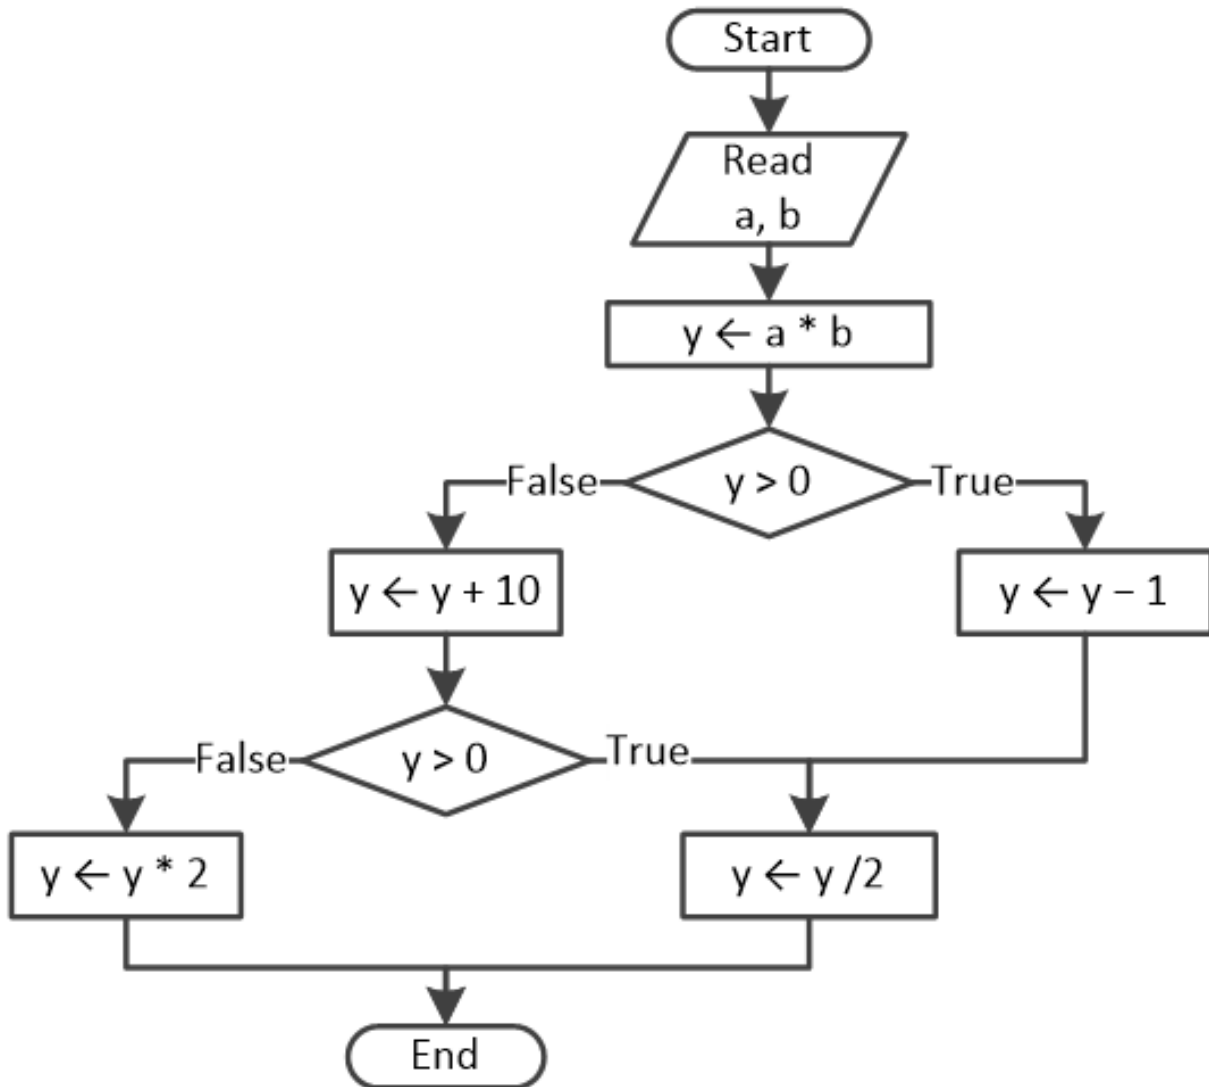 Start
Read
a, b
y ← a * b
False
y > 0
True
y ← y + 10
y ← y – 1
False
y > 0
True
y ← y * 2
y ← y /2
End